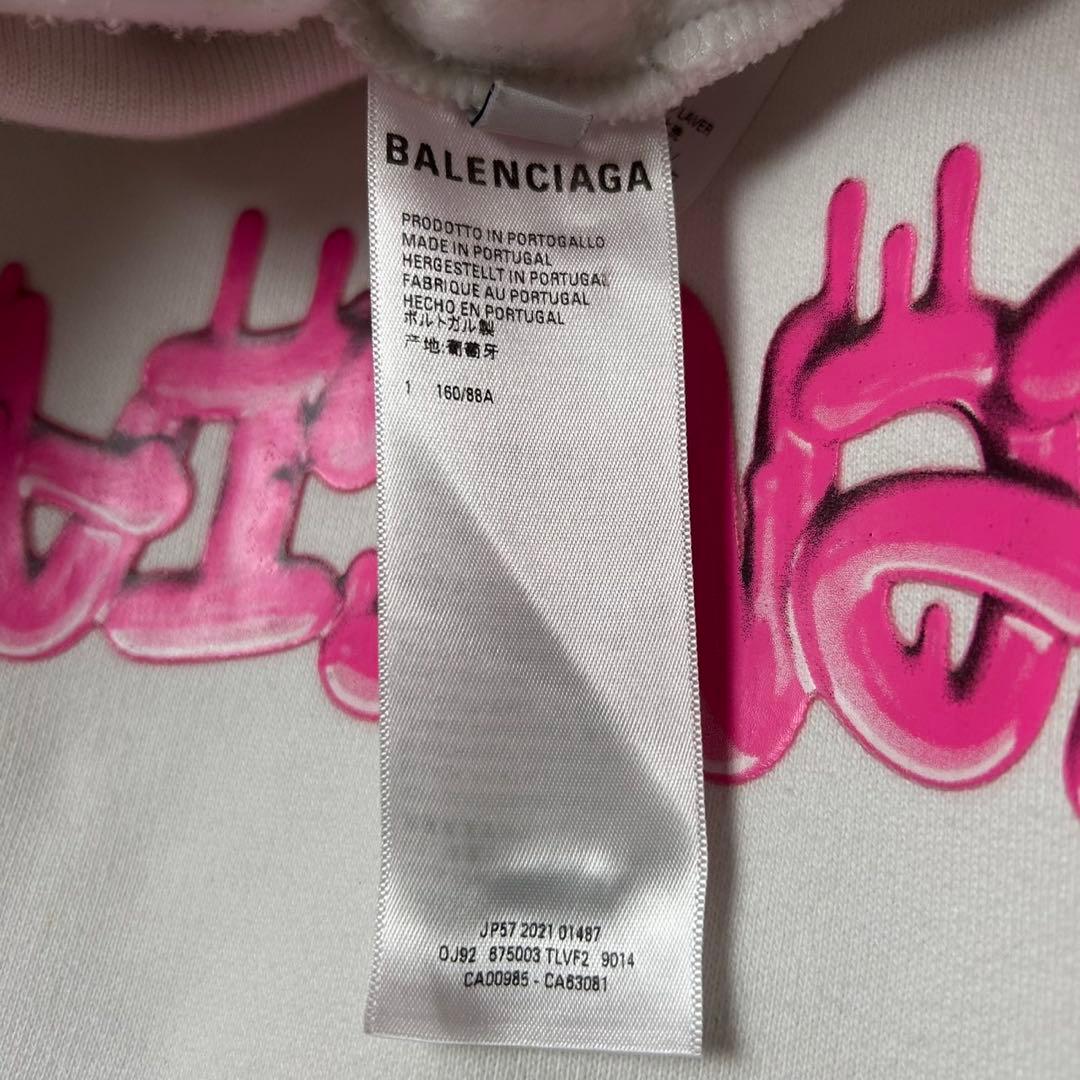 LAVER
BALENCIAGA
PRODOTTO IN PORTOGALLO
MADE IN PORTUGAL
HERGESTELLT IN PORTUGAL
FABRIQUE AU PORTUGAL
HECHO EN PORTUGAL
ポルトガル製
产地:葡萄牙
1 160/88A
JP57 2021 01487
OJ92 675003 TLVF2 9014
CA00985 - CA63081